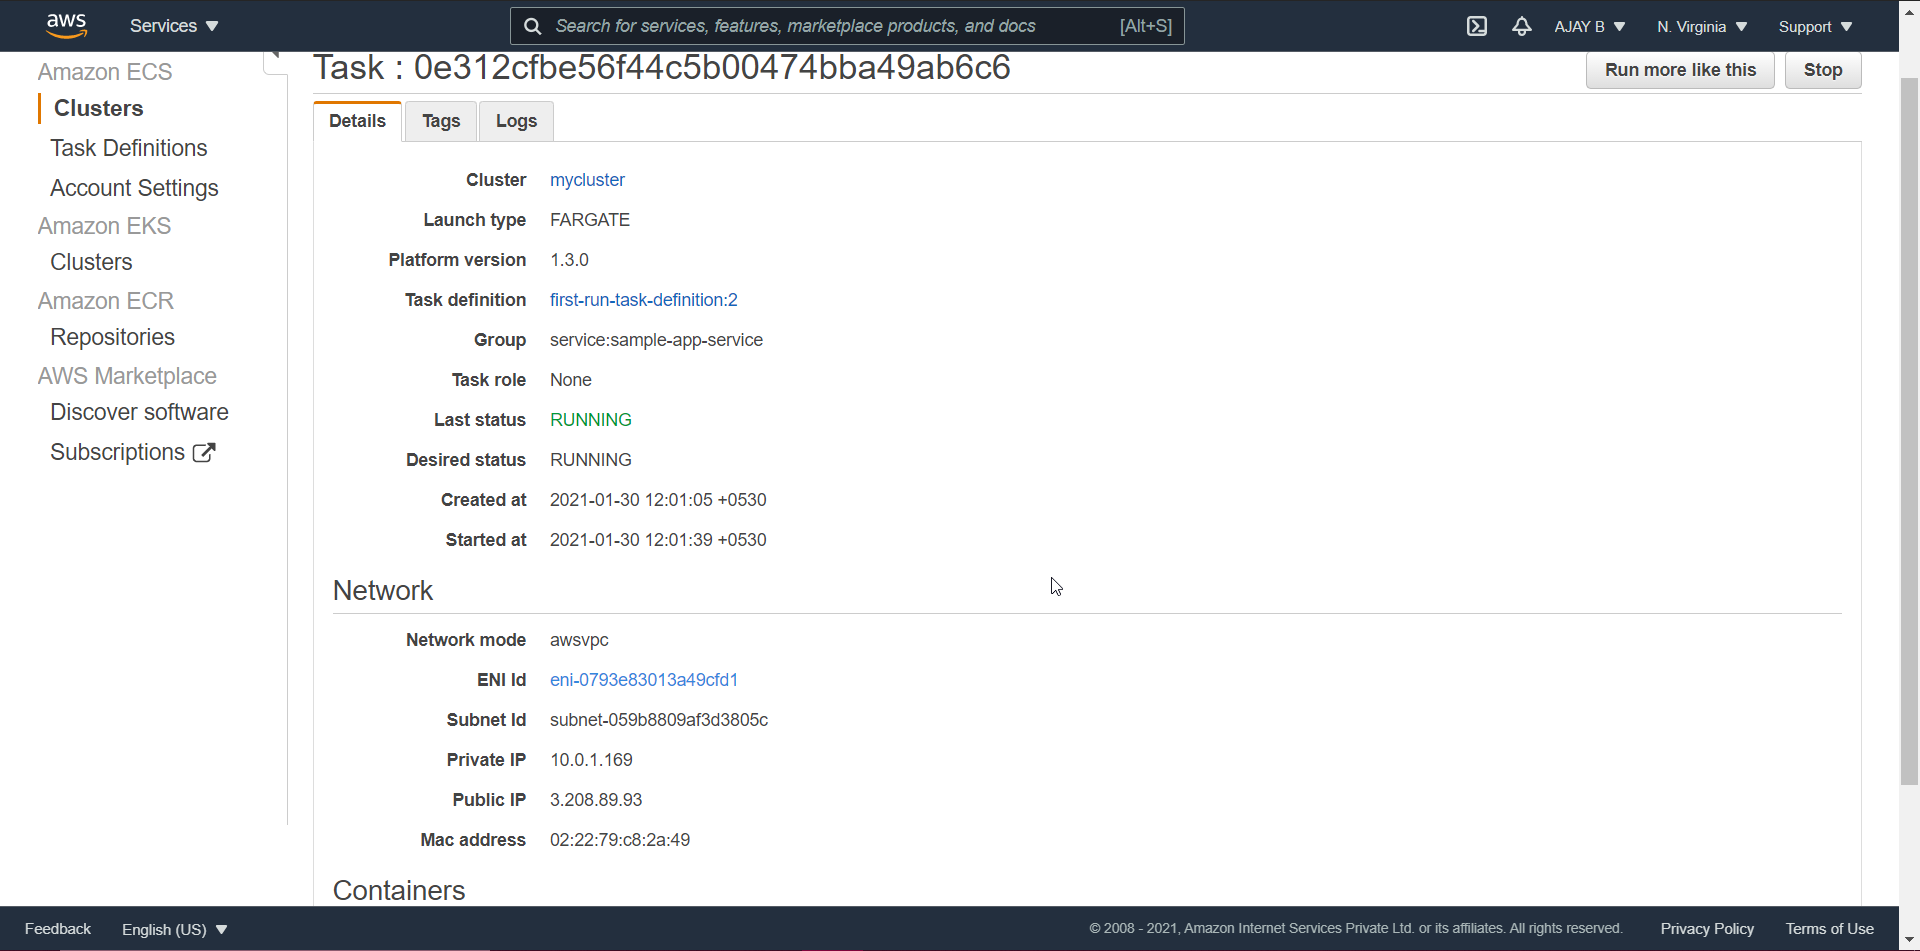 aws Services Search for services, features, marketplace products, and docs [Alt+S] AJAY B N. Virginia Support
Amazon ECS
Clusters
Task Definitions
Account Settings
Amazon EKS
Clusters
Amazon ECR
Repositories
AWS Marketplace
Discover software
Subscriptions
Task : 0e312cfbe56f44c5b00474bba49ab6c6 Run more like this Stop
Details Tags Logs
Cluster mycluster
Launch type FARGATE
Platform version 1.3.0
Task definition first-run-task-definition:2
Group service:sample-app-service
Task role None
Last status RUNNING
Desired status RUNNING
Created at 2021-01-30 12:01:05 +0530
Started at 2021-01-30 12:01:39 +0530
Network
Network mode awsvpc
ENI Id eni-0793e83013a49cfd1
Subnet Id subnet-059b8809af3d3805c
Private IP 10.0.1.169
Public IP 3.208.89.93
Mac address 02:22:79:c8:2a:49
Containers
Feedback English (US) © 2008 - 2021, Amazon Internet Services Private Ltd. or its affiliates. All rights reserved. Privacy Policy Terms of Use